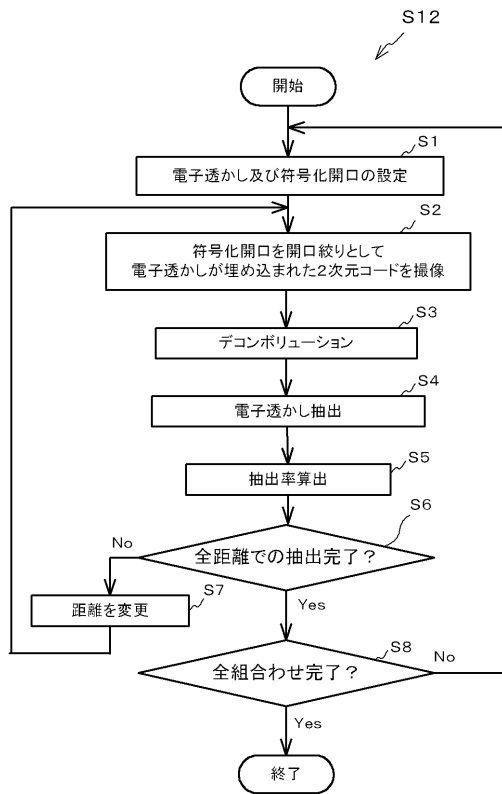 S12
開始
S1
電子透かし及び符号化開口の設定
S2
符号化開口を開口絞りとして
電子透かしが埋め込まれた2次元コードを撮像
S3
デコンボリューション
S4
電子透かし抽出
S5
抽出率算出
S6
全距離での抽出完了？
No
Yes
S7
距離を変更
S8
全組合わせ完了？
No
Yes
終了